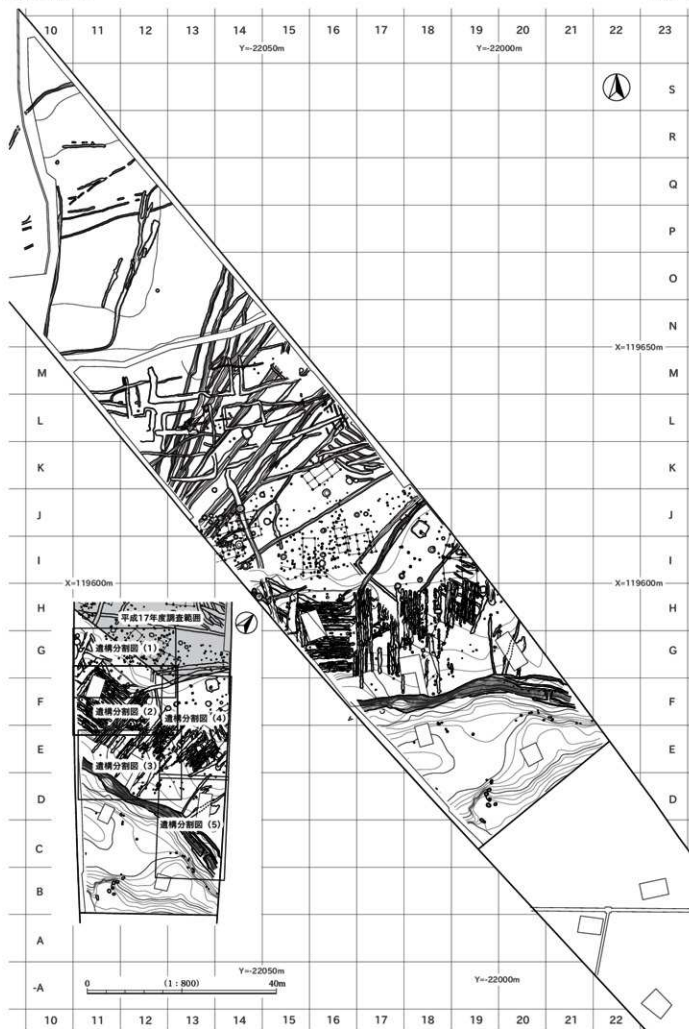 10 11 12 13 14 15 16 17 18 19 20 21 22 23
Y=-22050m Y=-22000m
S
R
Q
P
O
N
X=119650m
M M
L L
K K
J J
I I
X=119600m X=119600m
H H
平成17年度調査範囲
G G
遺構分割図(1)
F F
遺構分割図(2)
遺構分割図(4)
E E
遺構分割図(3)
D D
遺構分割図(5)
C C
B B
A A
Y=-22050m Y=-22000m
0 (1:800) 40m
-A -A
10 11 12 13 14 15 16 17 18 19 20 21 22